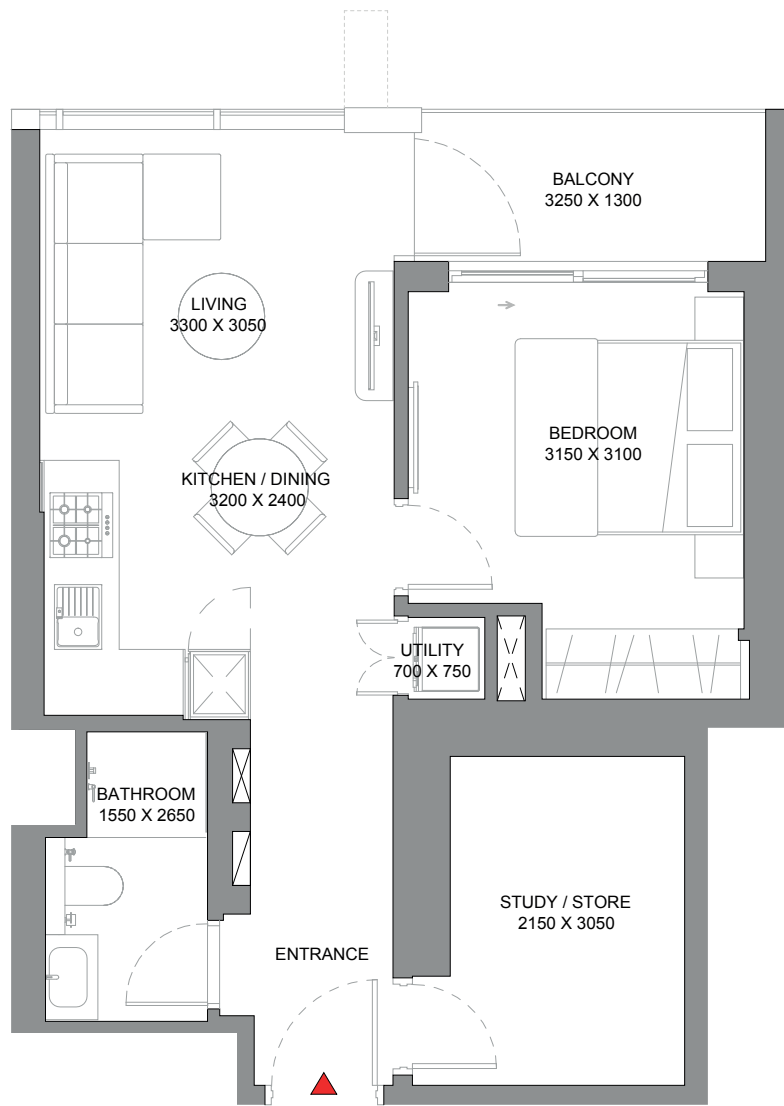 BALCONY
3250 X 1300
LIVING
3300 X 3050
BEDROOM
3150 X 3100
KITCHEN / DINING
3200 X 2400
UTILITY
700 X 750
BATHROOM
1550 X 2650
STUDY / STORE
2150 X 3050
ENTRANCE